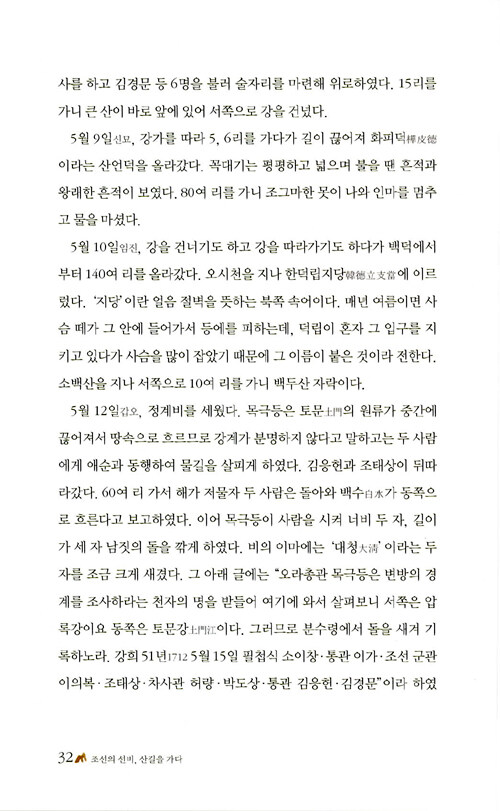 사를 하고 김경문 등 6명을 불러 술자리를 마련해 위로하였다. 15리를
가니 큰 산이 바로 앞에 있어 서쪽으로 강을 건넜다.
5월 9일신묘, 강가를 따라 5, 6리를 가다가 길이 끊어져 화피덕樺皮德
이라는 산언덕을 올라갔다. 꼭대기는 평평하고 넓으며 불을 땐 흔적과
왕래한 흔적이 보였다. 80여 리를 가니 조그마한 못이 나와 인마를 멈추
고 물을 마셨다.
5월 10일임진, 강을 건너기도 하고 강을 따라가기도 하다가 백덕에서
부터 140여 리를 올라갔다. 오시천을 지나 한덕립지당韓德立支當에 이르
렀다. ‘지당’이란 얼음 절벽을 뜻하는 북쪽 속어이다. 매년 여름이면 사
슴 떼가 그 안에 들어가서 등에를 피하는데, 덕립이 혼자 그 입구를 지
키고 있다가 사슴을 많이 잡았기 때문에 그 이름이 붙은 것이라 전한다.
소백산을 지나 서쪽으로 10여 리를 가니 백두산 자락이다.
5월 12일갑오, 정계비를 세웠다. 목극등은 토문土門의 원류가 중간에
끊어져서 땅속으로 흐르므로 강계가 분명하지 않다고 말하고는 두 사람
에게 애순과 동행하여 물길을 살피게 하였다. 김응헌과 조태상이 뒤따
라갔다. 60여 리 가서 해가 저물자 두 사람은 돌아와 백수白水가 동쪽으
로 흐른다고 보고하였다. 이어 목극등이 사람을 시켜 너비 두 자, 길이
가 세 자 남짓의 돌을 깎게 하였다. 비의 이마에는 ‘대청大淸’이라는 두
자를 조금 크게 새겼다. 그 아래 글에는 “오라총관 목극등은 변방의 경
계를 조사하라는 천자의 명을 받들어 여기에 와서 살펴보니 서쪽은 압
록강이요 동쪽은 토문강土門江이다. 그러므로 분수령에서 돌을 새겨 기
록하노라. 강희 51년1712 5월 15일 필첩식 소이창·통관 이가·조선 군관
이의복·조태상·차사관 허량·박도상·통관 김응헌·김경문”이라 하였
32 조선의 선비, 산길을 가다